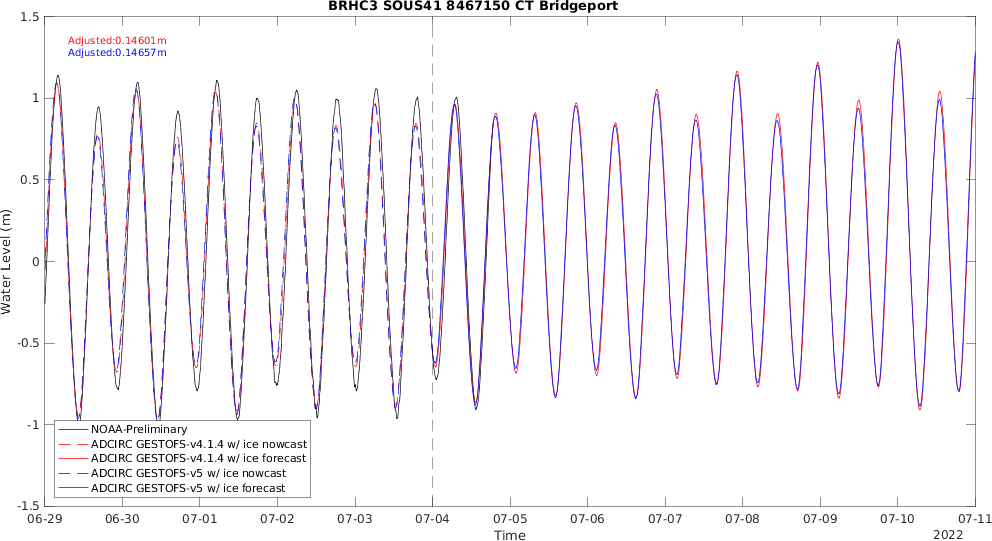 BRHC3 SOUS41 8467150 CT Bridgeport
1.5
Adjusted:0.14601m
Adjusted:0.14657m
1
0.5
0
-0.5
-1
-1.5
Water Level (m)
NOAA-Preliminary
ADCIRC GESTOFS-v4.1.4 w/ ice nowcast
ADCIRC GESTOFS-v4.1.4 w/ ice forecast
ADCIRC GESTOFS-v5 w/ ice nowcast
ADCIRC GESTOFS-v5 w/ ice forecast
06-29 06-30 07-01 07-02 07-03 07-04 07-05 07-06 07-07 07-08 07-09 07-10 07-11
Time
2022